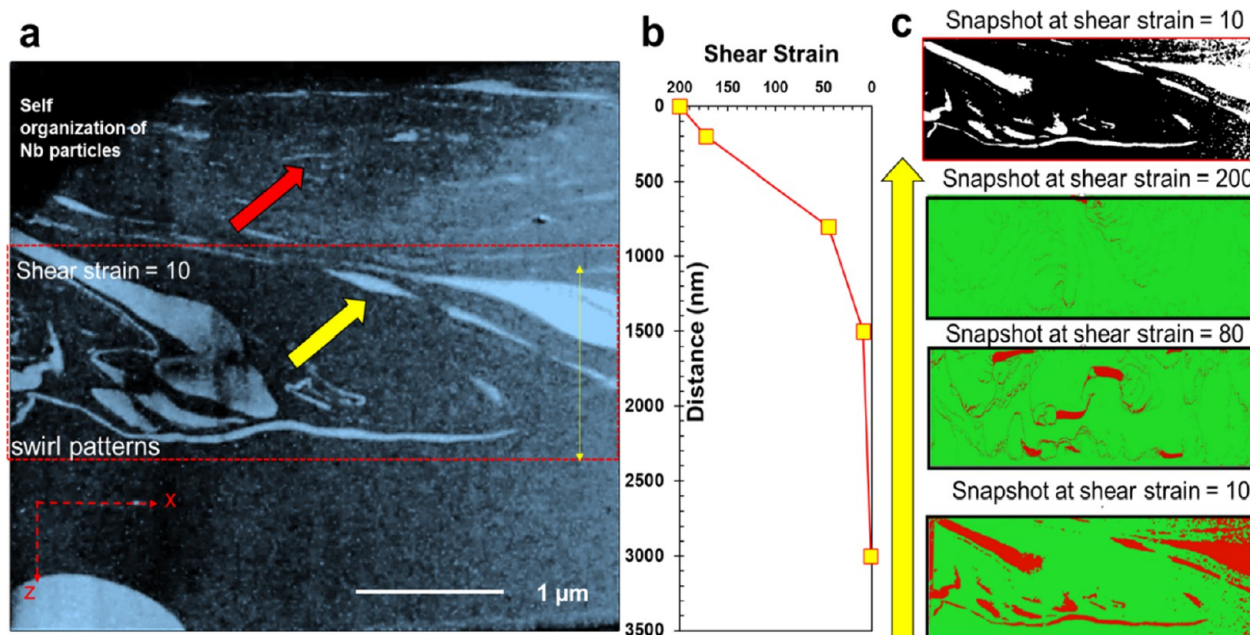 a
Self
organization of
Nb particles
Shear strain = 10
swirl patterns
X
Z
1 µm
b
Shear Strain
200 150 100 50 0
0
500
1000
1500
2000
2500
3000
3500
Distance (nm)
c
Snapshot at shear strain = 10
Snapshot at shear strain = 200
Snapshot at shear strain = 80
Snapshot at shear strain = 10